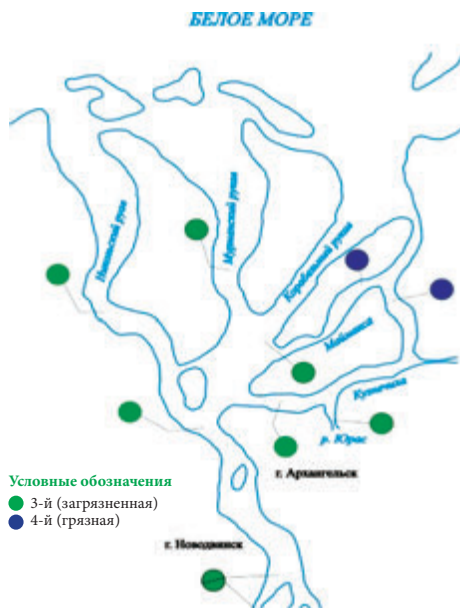 БЕЛОЕ МОРЕ
Никольский рукав
Мурманский рукав
Корабельный рукав
Маймакса
Кузнечиха
р. Юрас
г. Архангельск
Условные обозначения
3-й (загрязненная)
4-й (грязная)
г. Новодвинск